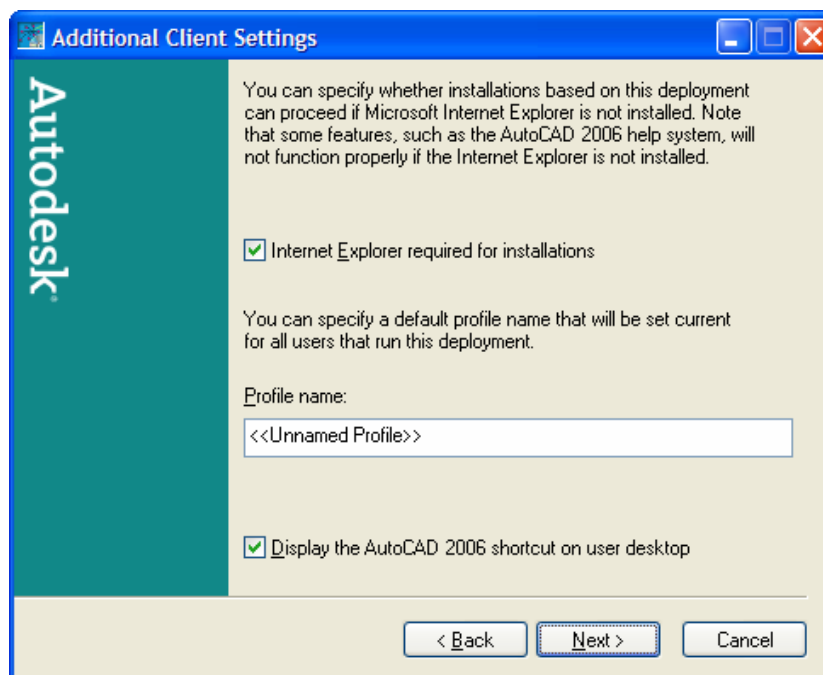 Additional Client Settings
Autodesk®
You can specify whether installations based on this deployment
can proceed if Microsoft Internet Explorer is not installed. Note
that some features, such as the AutoCAD 2006 help system, will
not function properly if the Internet Explorer is not installed.
Internet Explorer required for installations
You can specify a default profile name that will be set current
for all users that run this deployment.
Profile name:
<<Unnamed Profile>>
Display the AutoCAD 2006 shortcut on user desktop
< Back
Next >
Cancel